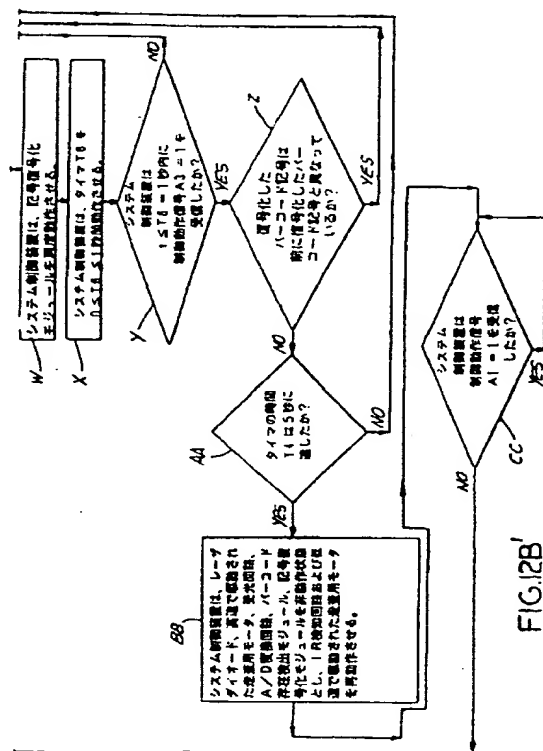 システム制御装置は、記号復号化
モジュールを再度動作させる。
W
システム制御装置は、タイマT6を
0≤T6≤1秒間動作させる。
X
システム
制御装置は
t≤T6=1秒内に
制御動作信号A3=1を
受信したか?
Y
NO
YES
復号化した
バーコード記号は
前に復号化したバー
コード記号と異なって
いるか?
Z
YES
NO
タイマの時間
は5秒に
達したか?
AA
NO
YES
システム制御装置は、レーザ
ダイオード、高速で駆動され
た走査用モータ、受光回路、
A/D変換回路、バーコード
存在検出モジュール、記号復
号化モジュールを非動作状態
とし、IR検知回路および低
速で駆動された走査用モータ
を再動作させる。
BB
システム
制御装置は
制御動作信号
A1=1を受信
したか?
CC
NO
YES
FIG.12B'